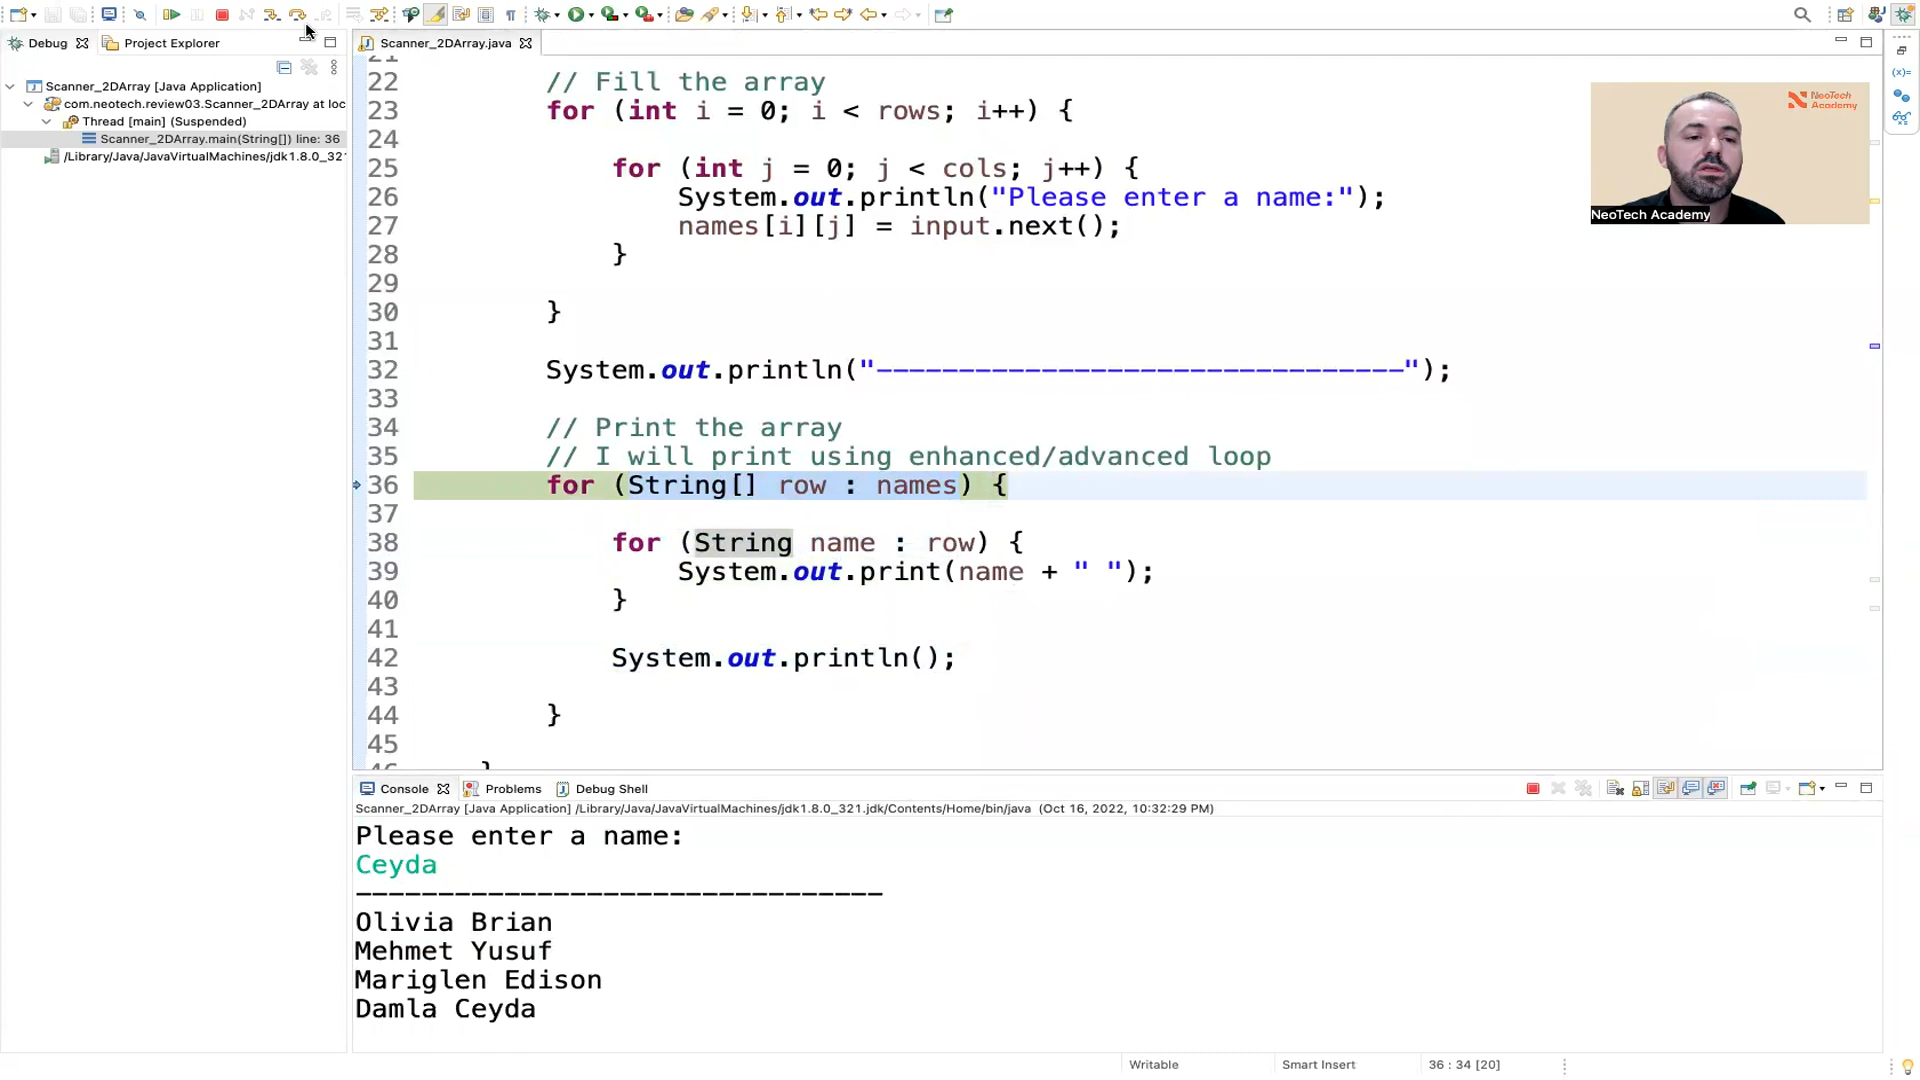 Debug
Project Explorer
Scanner_2DArray [Java Application]
com.neotech.review03.Scanner_2DArray at loc
Thread [main] (Suspended)
Scanner_2DArray.main(String[]) line: 36
/Library/Java/JavaVirtualMachines/jdk1.8.0_321
Scanner_2DArray.java
21
22 // Fill the array
23 for (int i = 0; i < rows; i++) {
24
25 for (int j = 0; j < cols; j++) {
26 System.out.println("Please enter a name:");
27 names[i][j] = input.next();
28 }
29
30 }
31
32 System.out.println("--------------------------------");
33
34 // Print the array
35 // I will print using enhanced/advanced loop
36 for (String[] row : names) {
37
38 for (String name : row) {
39 System.out.print(name + " ");
40 }
41
42 System.out.println();
43
44 }
45
46 }
NeoTech
Academy
NeoTech Academy
Console
Problems
Debug Shell
Scanner_2DArray [Java Application] /Library/Java/JavaVirtualMachines/jdk1.8.0_321.jdk/Contents/Home/bin/java (Oct 16, 2022, 10:32:29 PM)
Please enter a name:
Ceyda
--------------------------------
Olivia Brian
Mehmet Yusuf
Mariglen Edison
Damla Ceyda
Writable
Smart Insert
36 : 34 [20]